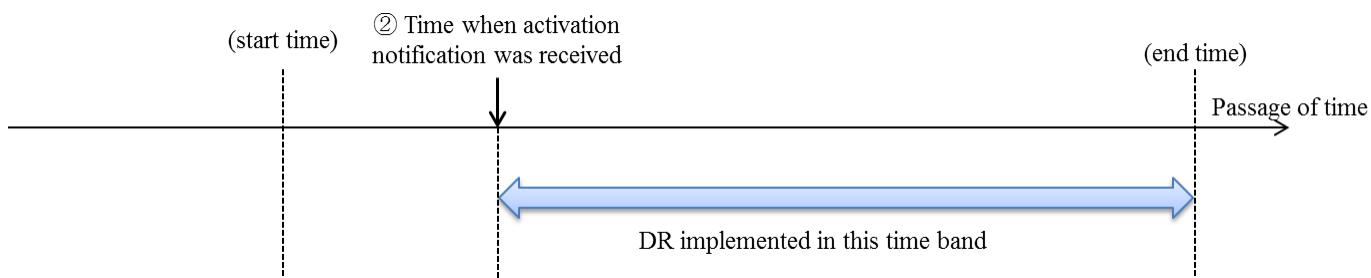 (start time)
② Time when activation
notification was received
(end time)
Passage of time
DR implemented in this time band